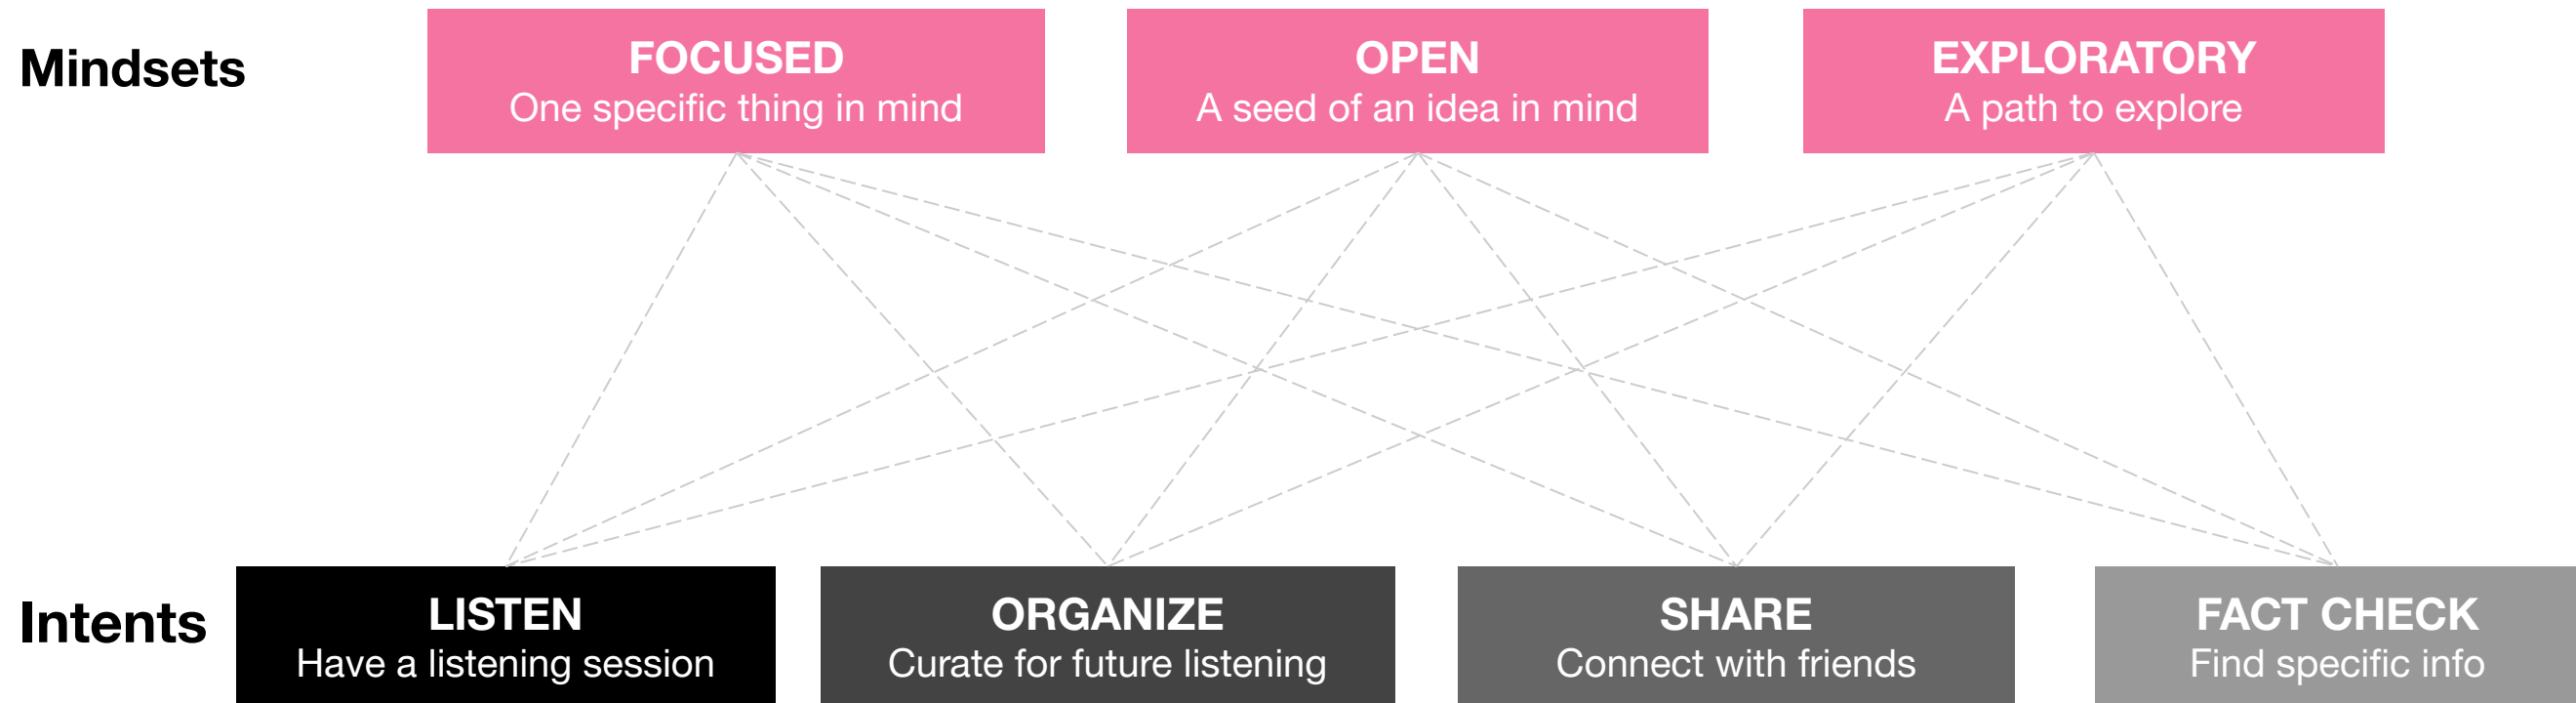 Mindsets
FOCUSED
One specific thing in mind
OPEN
A seed of an idea in mind
EXPLORATORY
A path to explore
Intents
LISTEN
Have a listening session
ORGANIZE
Curate for future listening
SHARE
Connect with friends
FACT CHECK
Find specific info